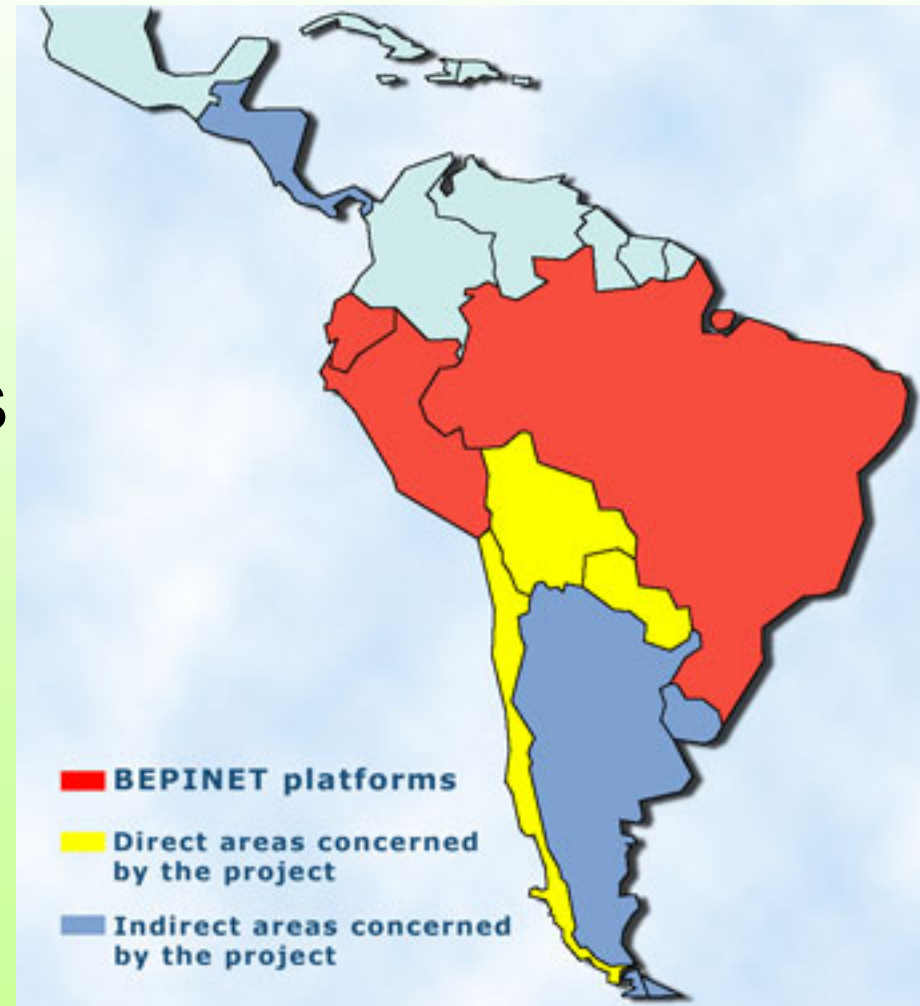 s
BEPINET platforms
Direct areas concerned
by the project
Indirect areas concerned
by the project